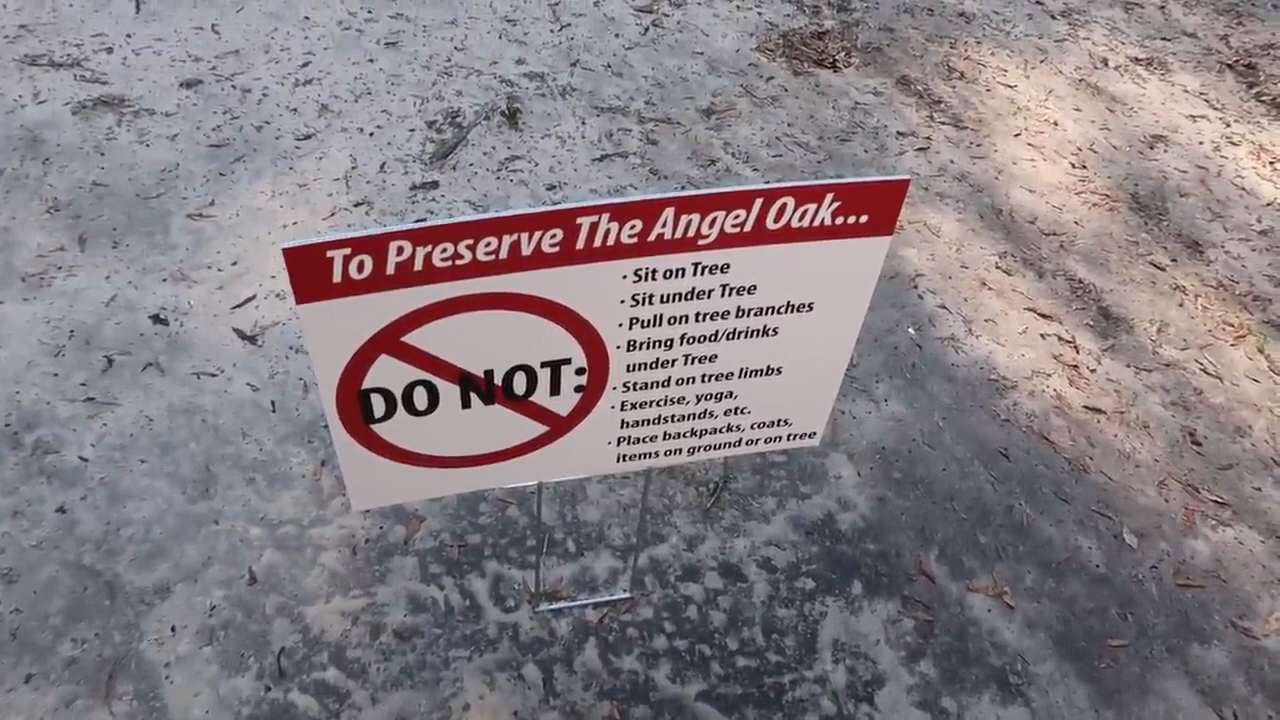 To Preserve The Angel Oak...
DO NOT:
· Sit on Tree
· Sit under Tree
· Pull on tree branches
· Bring food/drinks
under Tree
· Stand on tree limbs
· Exercise, yoga,
handstands, etc.
· Place backpacks, coats,
items on ground or on tree